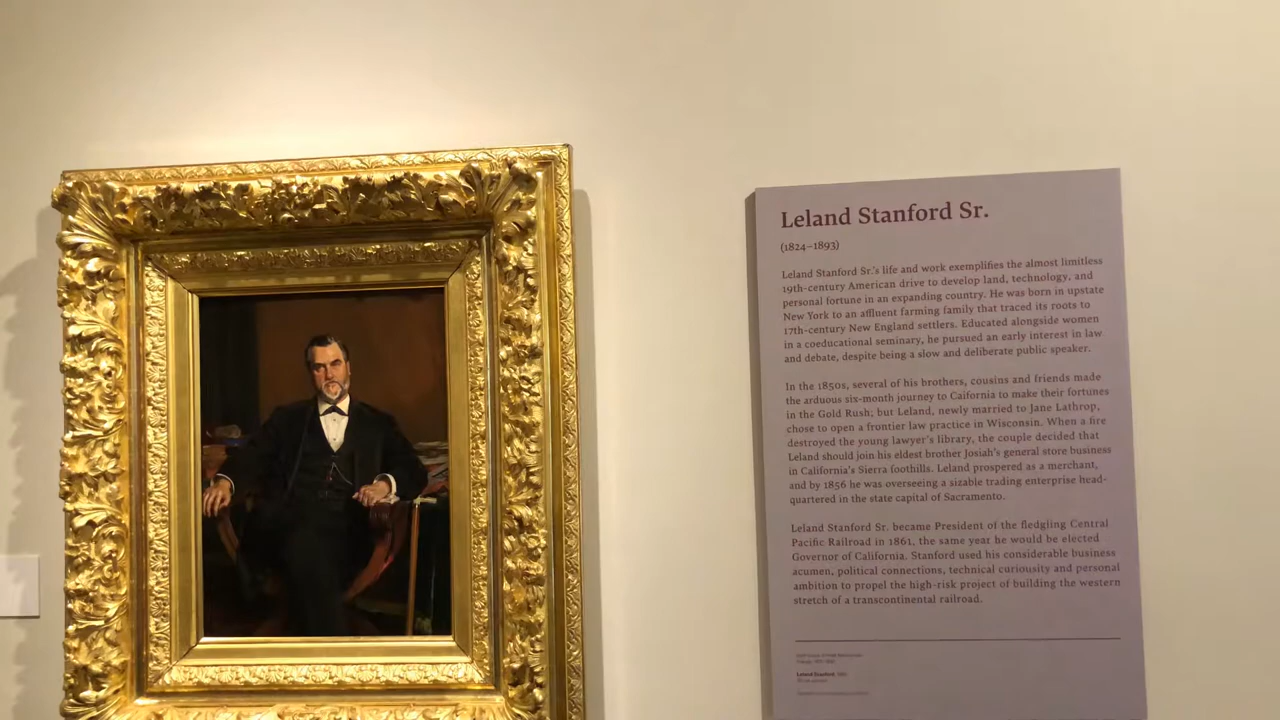 Leland Stanford Sr.
(1824–1893)
Leland Stanford Sr.'s life and work exemplifies the almost limitless
19th-century American drive to develop land, technology, and
personal fortune in an expanding country. He was born in upstate
New York to an affluent farming family that traced its roots to
17th-century New England settlers. Educated alongside women
in a coeducational seminary, he pursued an early interest in law
and debate, despite being a slow and deliberate public speaker.
In the 1850s, several of his brothers, cousins and friends made
the arduous six-month journey to Caifornia to make their fortunes
in the Gold Rush; but Leland, newly married to Jane Lathrop,
chose to open a frontier law practice in Wisconsin. When a fire
destroyed the young lawyer's library, the couple decided that
Leland should join his eldest brother Josiah's general store business
in California's Sierra foothills. Leland prospered as a merchant,
and by 1856 he was overseeing a sizable trading enterprise head-
quartered in the state capital of Sacramento.
Leland Stanford Sr. became President of the fledgling Central
Pacific Railroad in 1861, the same year he would be elected
Governor of California. Stanford used his considerable business
acumen, political connections, technical curiousity and personal
ambition to propel the high-risk project of building the western
stretch of a transcontinental railroad.
Leland Stanford